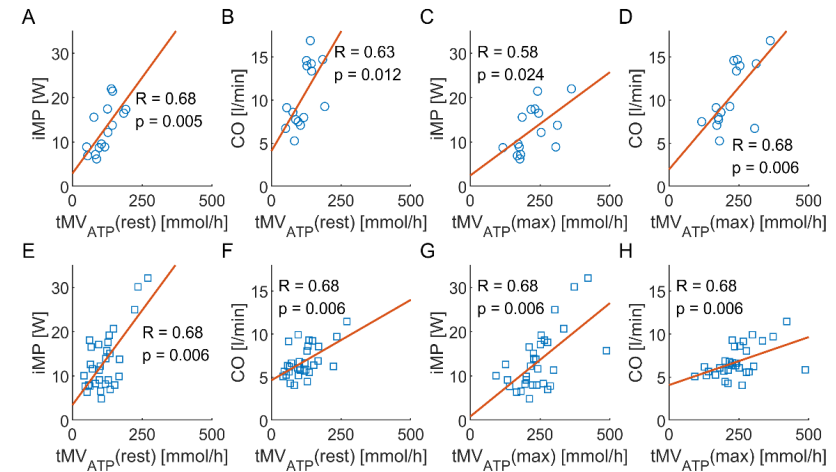 A
iMP [W]
30
20
10
0
R = 0.68
p = 0.005
0 250 500
tMV_ATP(rest) [mmol/h]
B
CO [l/min]
15
10
5
0
R = 0.63
p = 0.012
0 250 500
tMV_ATP(rest) [mmol/h]
C
iMP [W]
30
20
10
0
R = 0.58
p = 0.024
0 250 500
tMV_ATP(max) [mmol/h]
D
CO [l/min]
15
10
5
0
R = 0.68
p = 0.006
0 250 500
tMV_ATP(max) [mmol/h]
E
iMP [W]
30
20
10
0
R = 0.68
p = 0.006
0 250 500
tMV_ATP(rest) [mmol/h]
F
CO [l/min]
15
10
5
0
R = 0.68
p = 0.006
0 250 500
tMV_ATP(rest) [mmol/h]
G
iMP [W]
30
20
10
0
R = 0.68
p = 0.006
0 250 500
tMV_ATP(max) [mmol/h]
H
CO [l/min]
15
10
5
0
R = 0.68
p = 0.006
0 250 500
tMV_ATP(max) [mmol/h]